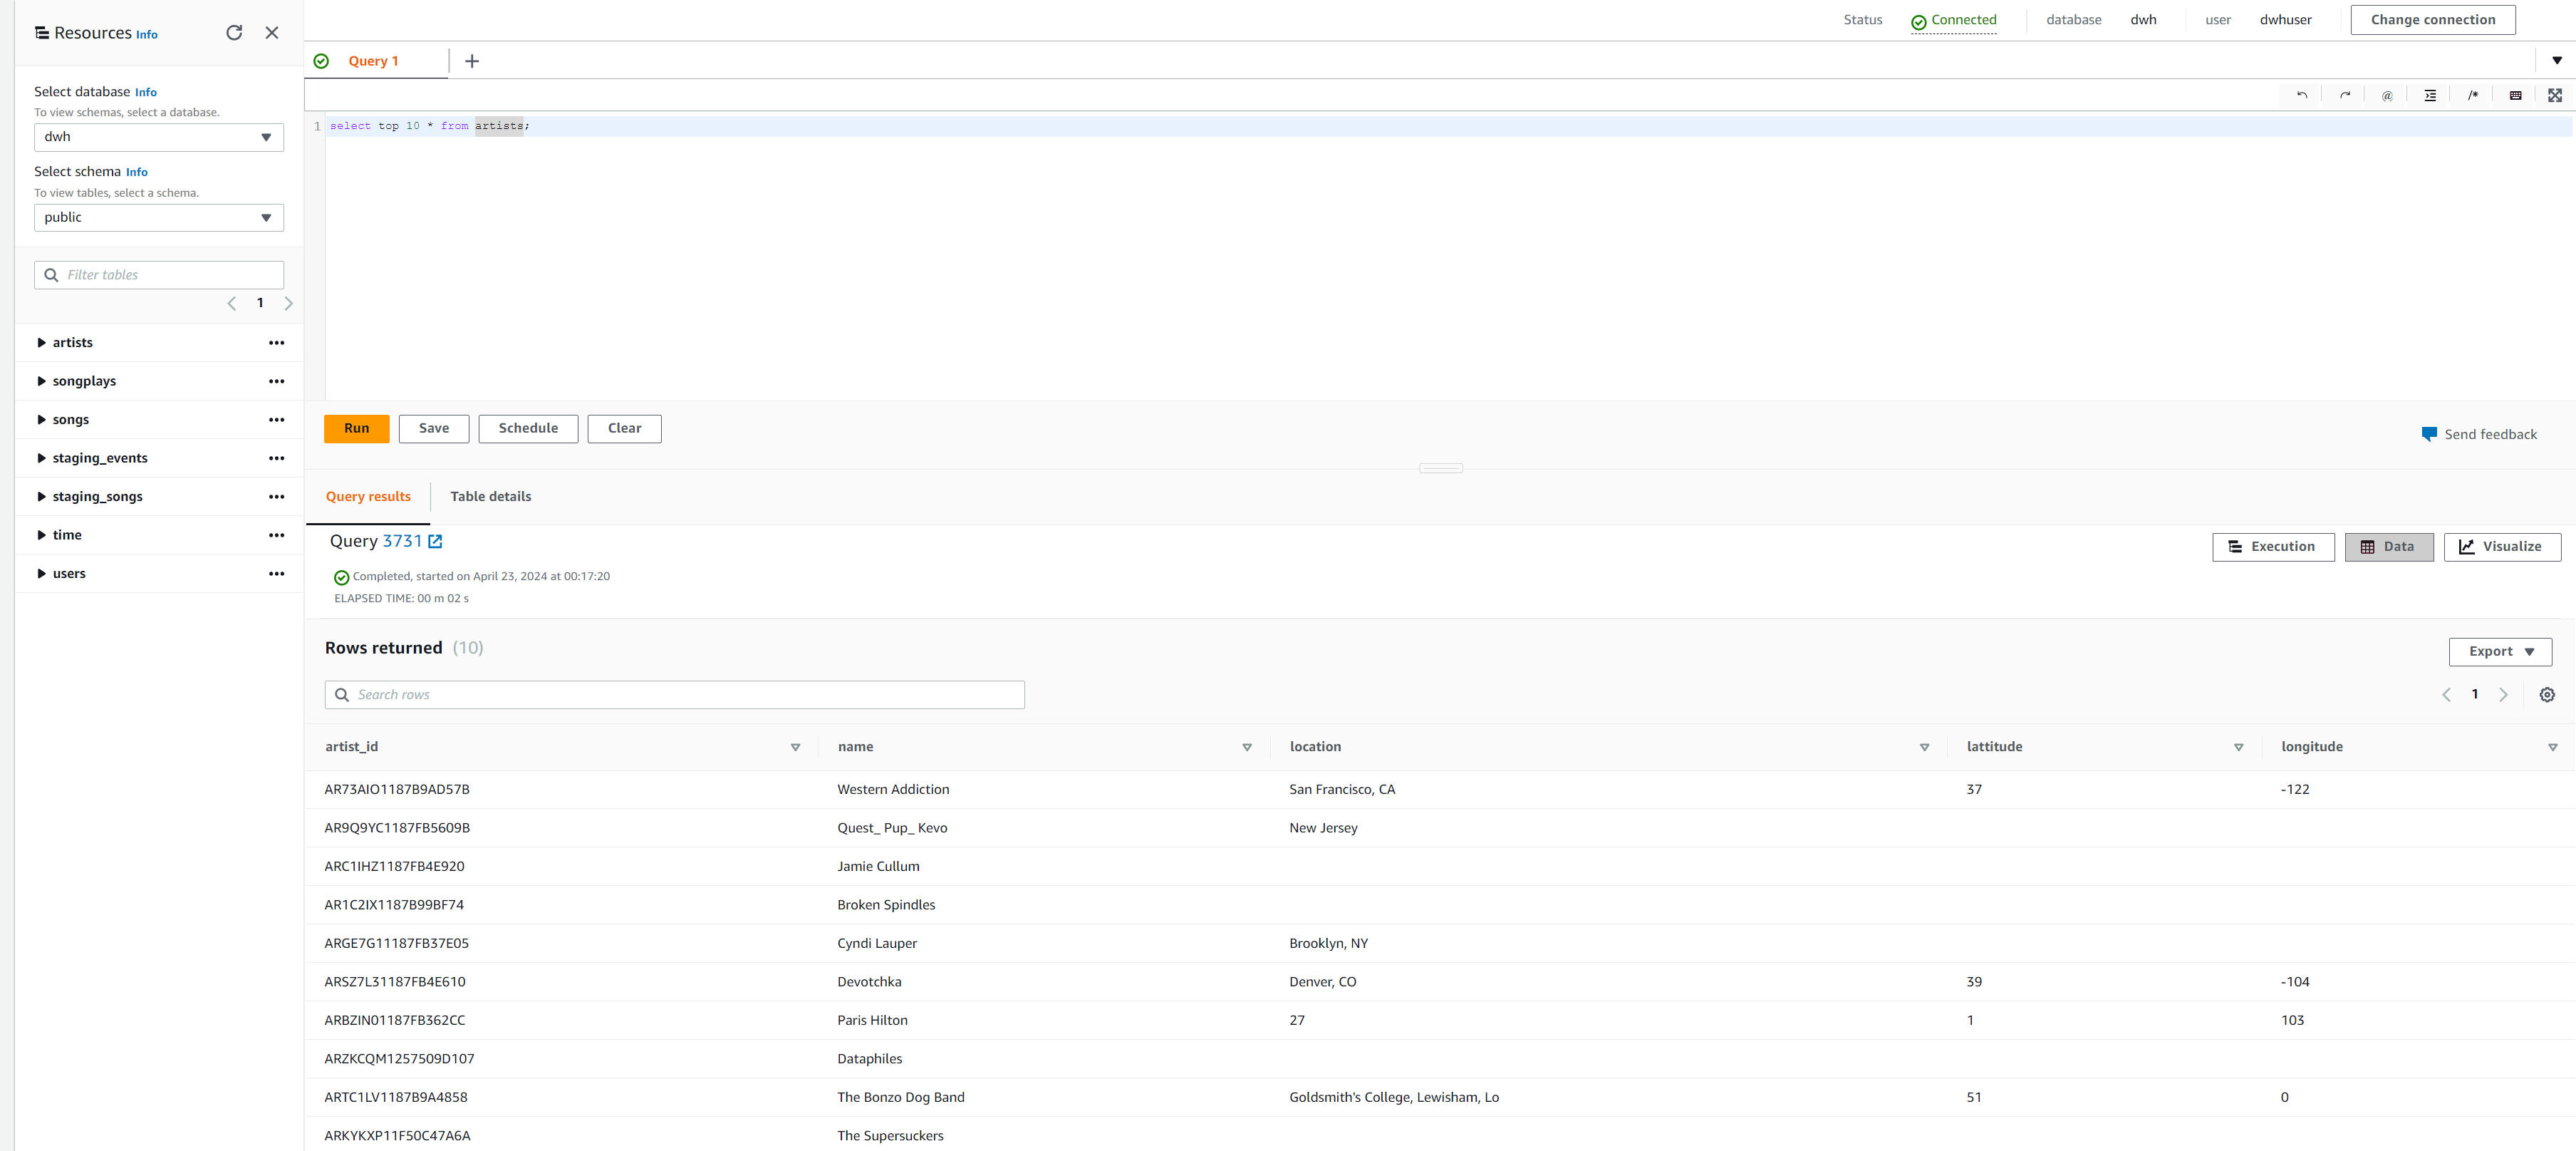 Resources Info
Status Connected database dwh user dwhuser Change connection
Query 1
Select database Info
To view schemas, select a database.
dwh
Select schema Info
To view tables, select a schema.
public
Filter tables
1
artists
songplays
songs
staging_events
staging_songs
time
users
1 select top 10 * from artists;
Run Save Schedule Clear
Send feedback
Query results Table details
Query 3731
Execution Data Visualize
Completed, started on April 23, 2024 at 00:17:20
ELAPSED TIME: 00 m 02 s
Rows returned (10)
Export
Search rows
1
artist_id name location lattitude longitude
AR73AIO1187B9AD57B Western Addiction San Francisco, CA 37 -122
AR9Q9YC1187FB5609B Quest_ Pup_ Kevo New Jersey
ARC1IHZ1187FB4E920 Jamie Cullum
AR1C2IX1187B99BF74 Broken Spindles
ARGE7G11187FB37E05 Cyndi Lauper Brooklyn, NY
ARSZ7L31187FB4E610 Devotchka Denver, CO 39 -104
ARBZIN01187FB362CC Paris Hilton 27 1 103
ARZKCQM1257509D107 Dataphiles
ARTC1LV1187B9A4858 The Bonzo Dog Band Goldsmith's College, Lewisham, Lo 51 0
ARKYKXP11F50C47A6A The Supersuckers